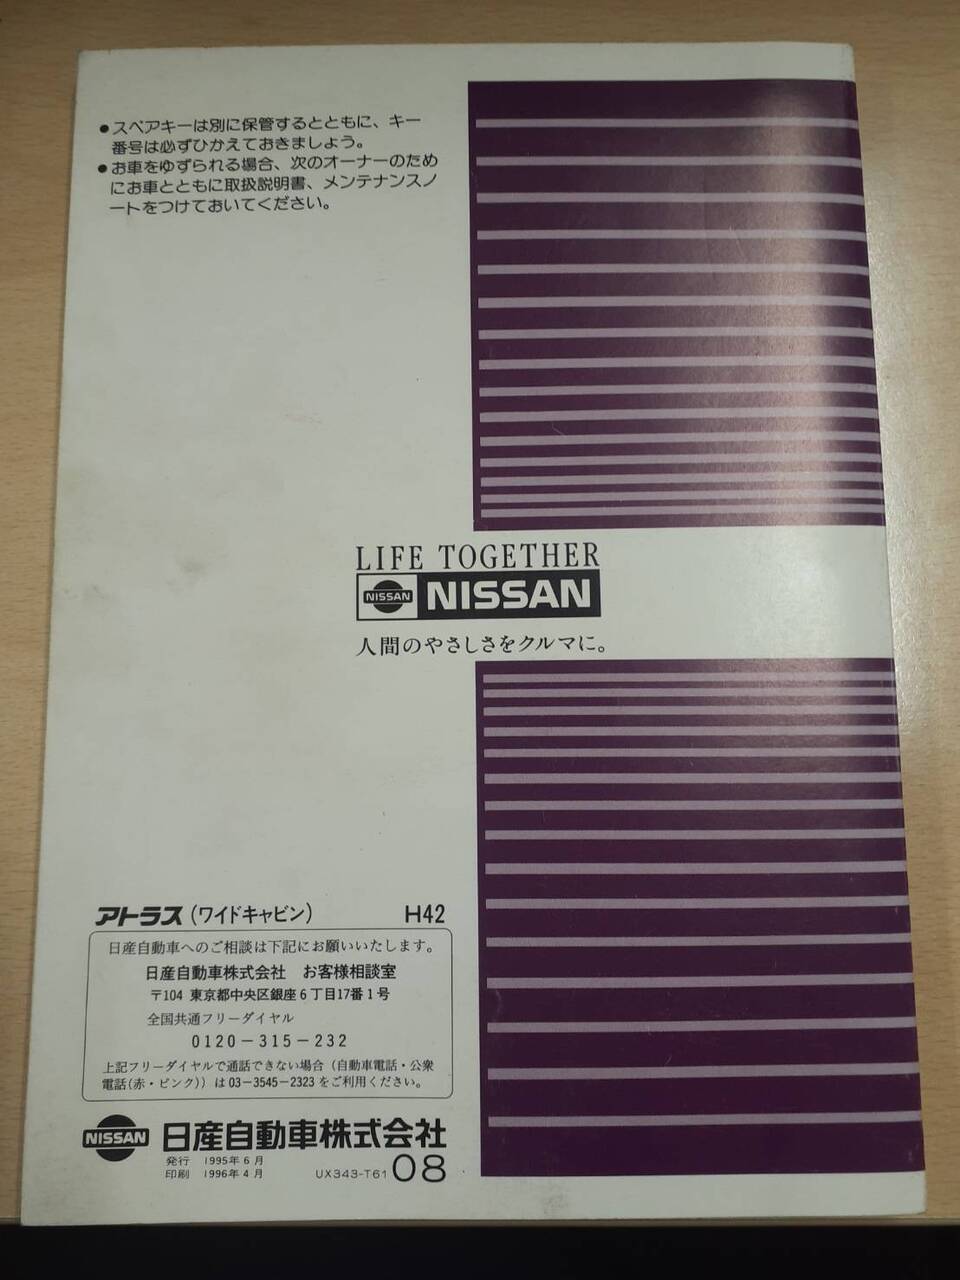 ●スペアキーは別に保管するとともに、キー
番号は必ずひかえておきましょう。
●お車をゆずられる場合、次のオーナーのため
にお車とともに取扱説明書、メンテナンスノ
ートをつけておいてください。
LIFE TOGETHER
NISSAN NISSAN
人間のやさしさをクルマに。
アトラス(ワイドキャビン) H42
日産自動車へのご相談は下記にお願いいたします。
日産自動車株式会社 お客様相談室
〒104 東京都中央区銀座6丁目17番1号
全国共通フリーダイヤル
0120-315-232
上記フリーダイヤルで通話できない場合(自動車電話・公衆
電話(赤・ピンク))は03-3545-2323をご利用ください。
NISSAN 日産自動車株式会社
発行 1995年6月
印刷 1996年4月 UX343-T6108